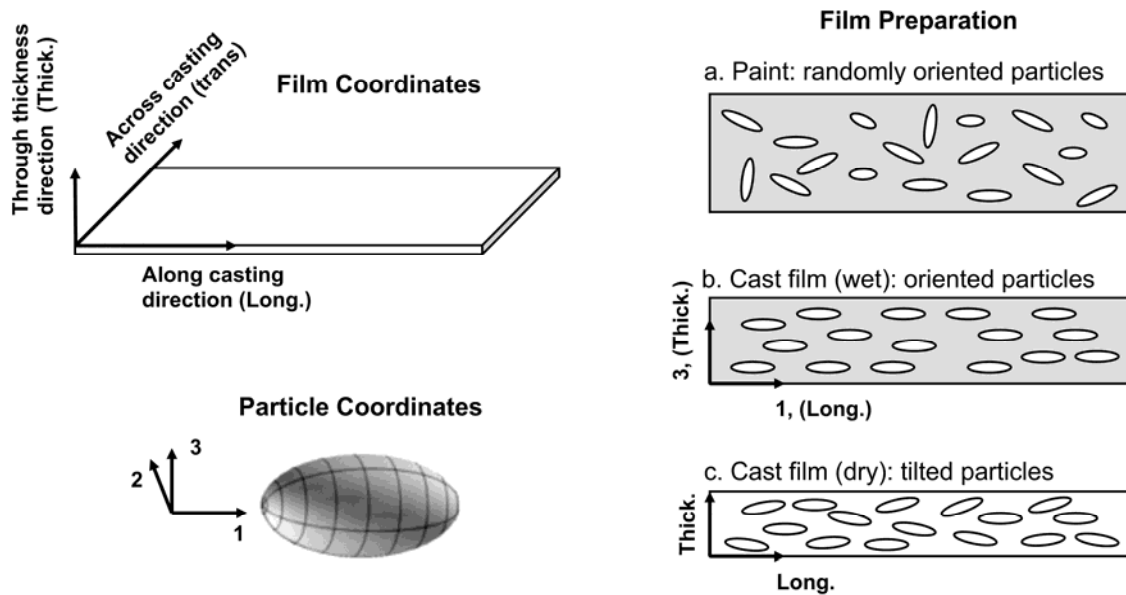 Through thickness
direction (Thick.)
Across casting
direction (trans)
Film Coordinates
Along casting
direction (Long.)
Particle Coordinates
3
2
1
Film Preparation
a. Paint: randomly oriented particles
b. Cast film (wet): oriented particles
3, (Thick.)
1, (Long.)
c. Cast film (dry): tilted particles
Thick.
Long.